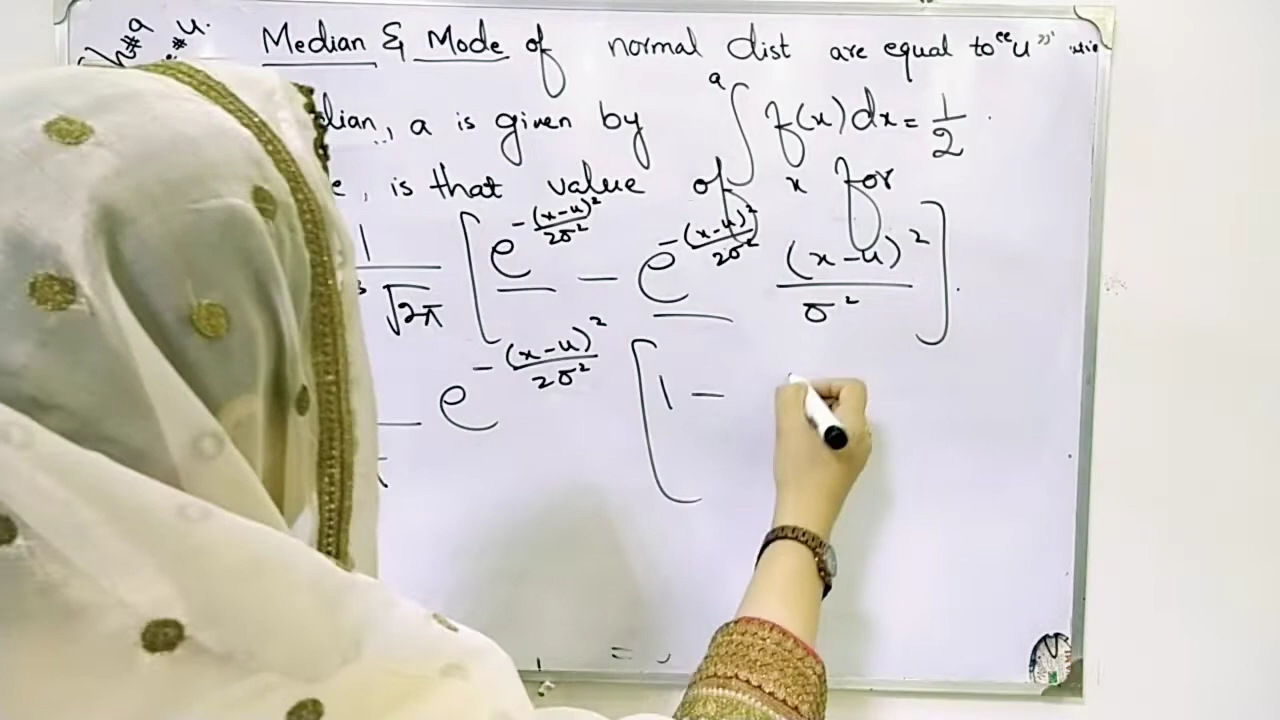 Median & Mode of normal dist are equal to “u”
a is given by ∫ᵃ f(x)dx = 1/2
is that value of x for
1/√2π [e^-(x-u)²/2σ² - e^-(x-u)²/2σ² (x-u)²/σ²]
e^-(x-u)²/2σ² [1 -